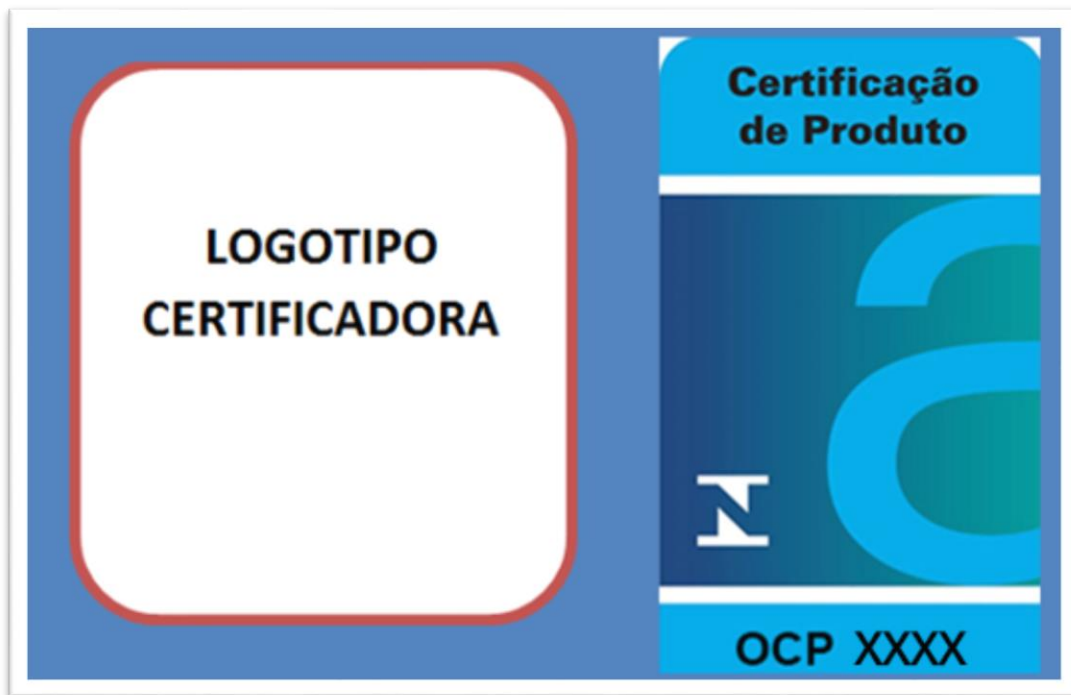 LOGOTIPO
CERTIFICADORA
Certificação
de Produto
OCP XXXX